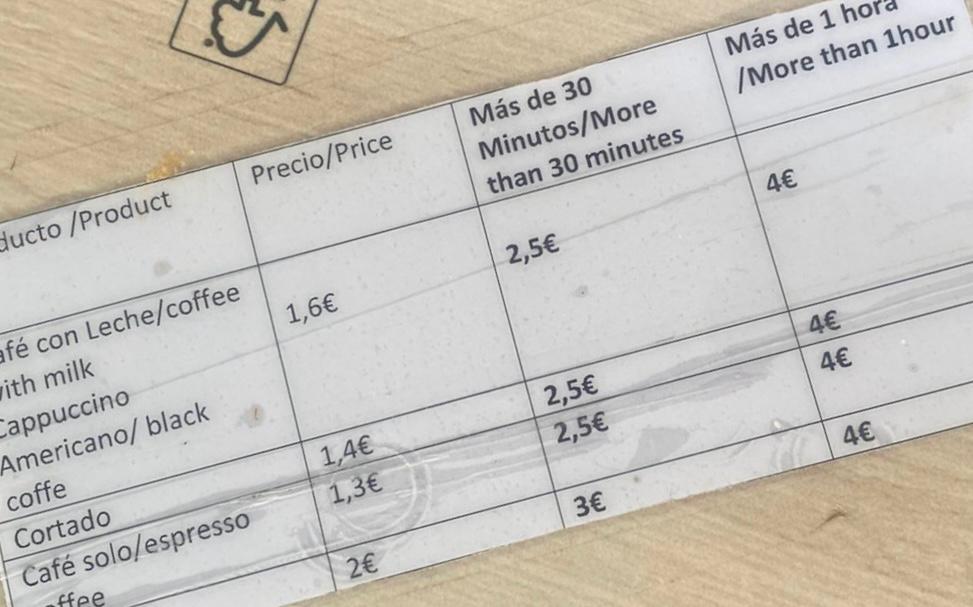 ducto /Product
Precio/Price
Más de 30
Minutos/More
than 30 minutes
Más de 1 hora
/More than 1hour
afé con Leche/coffee
ith milk
Cappuccino
Americano/ black
coffe
1,6€
2,5€
4€
Cortado
1,4€
2,5€
4€
Café solo/espresso
1,3€
2,5€
4€
offee
2€
3€
4€